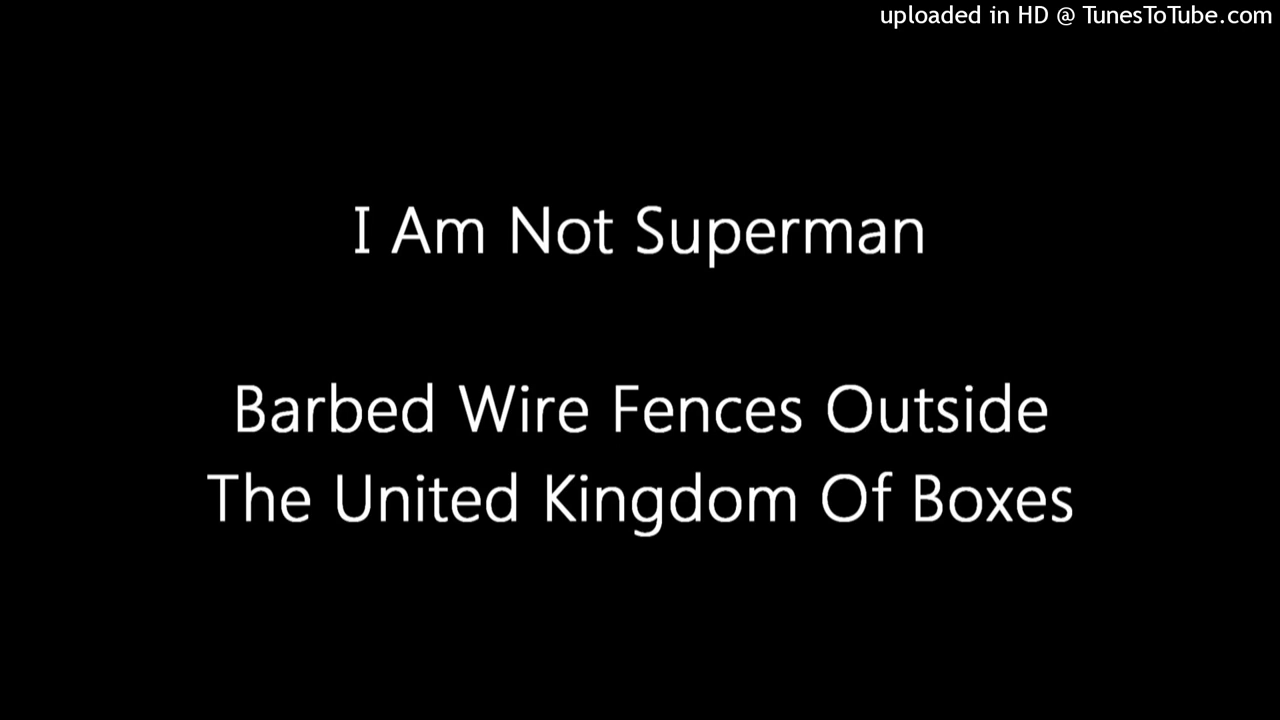 uploaded in HD @ TunesToTube.com
I Am Not Superman
Barbed Wire Fences Outside
The United Kingdom Of Boxes